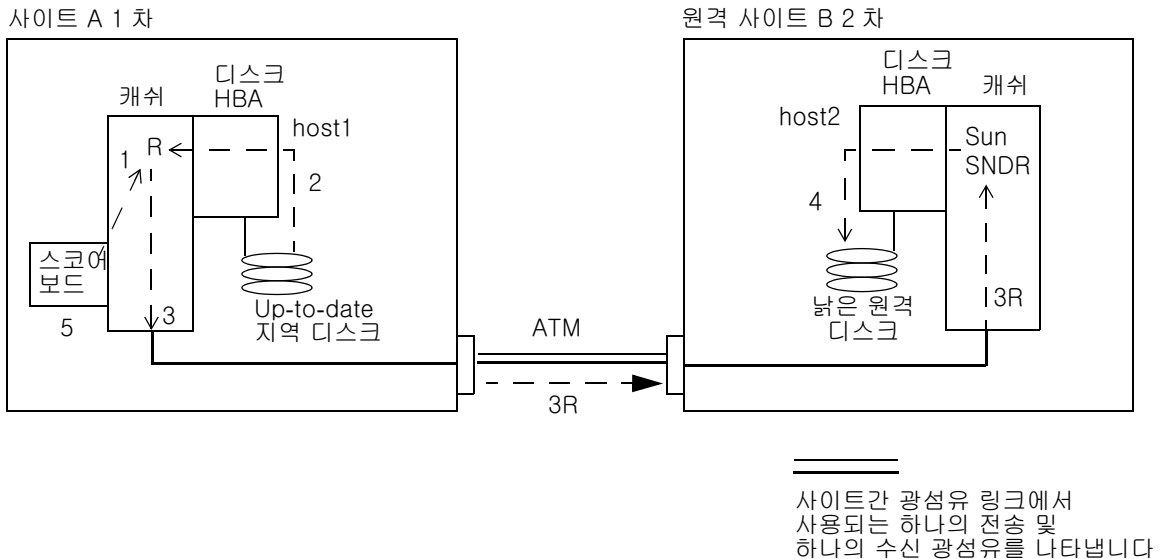 사이트 A 1 차
원격 사이트 B 2 차
디스크
HBA
캐쉬
host1
R
1
2
스코어
보드
5
3
Up-to-date
지역 디스크
ATM
3R
디스크
HBA
캐쉬
host2
Sun
SNDR
4
3R
낡은 원격
디스크
사이트간 광섬유 링크에서
사용되는 하나의 전송 및
하나의 수신 광섬유를 나타냅니다